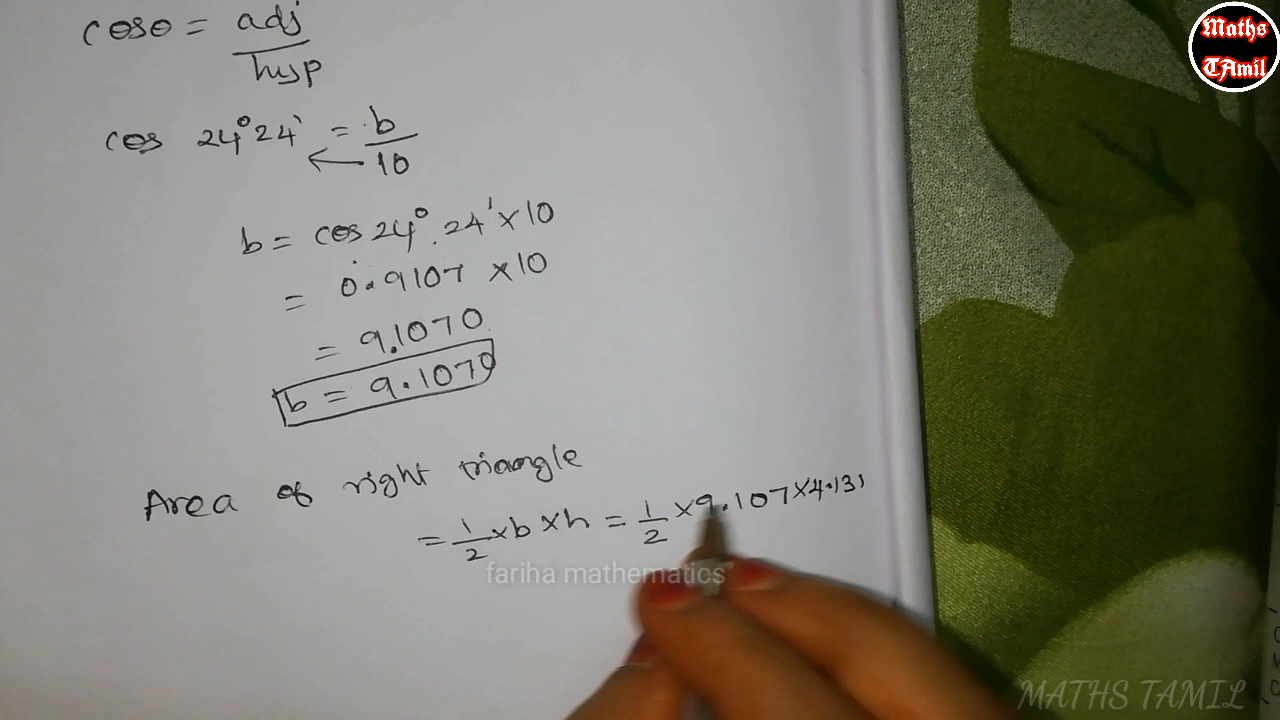 Maths
TAmil
cosθ = adj
hyp
cos 24°24' = b
10
b = cos 24°.24' × 10
= 0.9107 × 10
= 9.1070
b = 9.1070
Area of right triangle
= 1/2 × b × h = 1/2 × 9.107 × 4.131
fariha mathematics
MATHS TAMIL